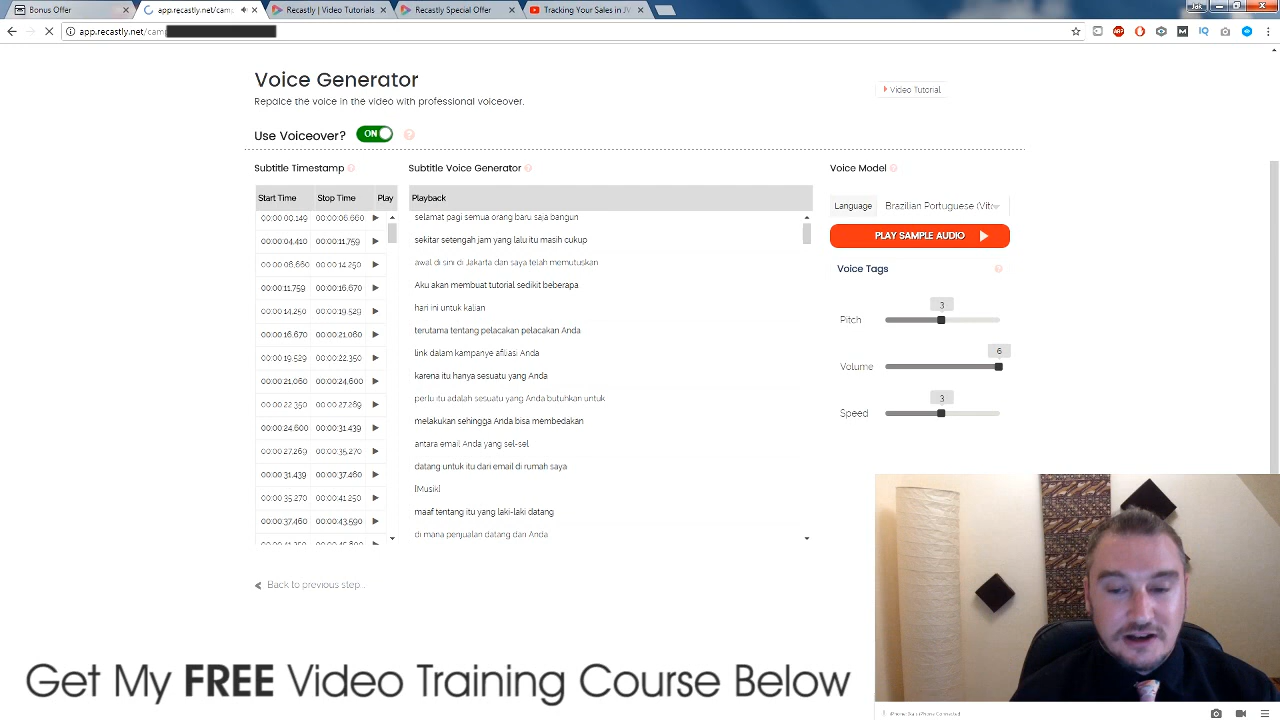 Bonus Offer
app.recastly.net/cam
Recastly | Video Tutorials
Recastly Special Offer
Tracking Your Sales in JV
Jak
app.recastly.net/cam
Voice Generator
Repalce the voice in the video with professional voiceover.
Video Tutorial
Use Voiceover? ON ?
Subtitle Timestamp ?
Subtitle Voice Generator ?
Voice Model ?
Start Time Stop Time Play
Playback
Language Brazilian Portuguese (Vito
PLAY SAMPLE AUDIO
Voice Tags ?
Pitch 3
Volume 6
Speed 3
00:00:00,149 00:00:06,660
00:00:04,410 00:00:11,759
00:00:06,660 00:00:14,250
00:00:11,759 00:00:16,670
00:00:14,250 00:00:19,529
00:00:16,670 00:00:21,060
00:00:19,529 00:00:22,350
00:00:21,060 00:00:24,600
00:00:22,350 00:00:27,269
00:00:24,600 00:00:31,439
00:00:27,269 00:00:35,270
00:00:31,439 00:00:37,460
00:00:35,270 00:00:41,250
00:00:37,460 00:00:43,590
selamat pagi semua orang baru saja bangun
sekitar setengah jam yang lalu itu masih cukup
awal di sini di Jakarta dan saya telah memutuskan
Aku akan membuat tutorial sedikit beberapa
hari ini untuk kalian
terutama tentang pelacakan pelacakan Anda
link dalam kampanye afiliasi Anda
karena itu hanya sesuatu yang Anda
perlu itu adalah sesuatu yang Anda butuhkan untuk
melakukan sehingga Anda bisa membedakan
antara email Anda yang sel-sel
datang untuk itu dari email di rumah saya
[Musik]
maaf tentang itu yang laki-laki datang
di mana penjualan datang dari Anda
Back to previous step...
Get My FREE Video Training Course Below